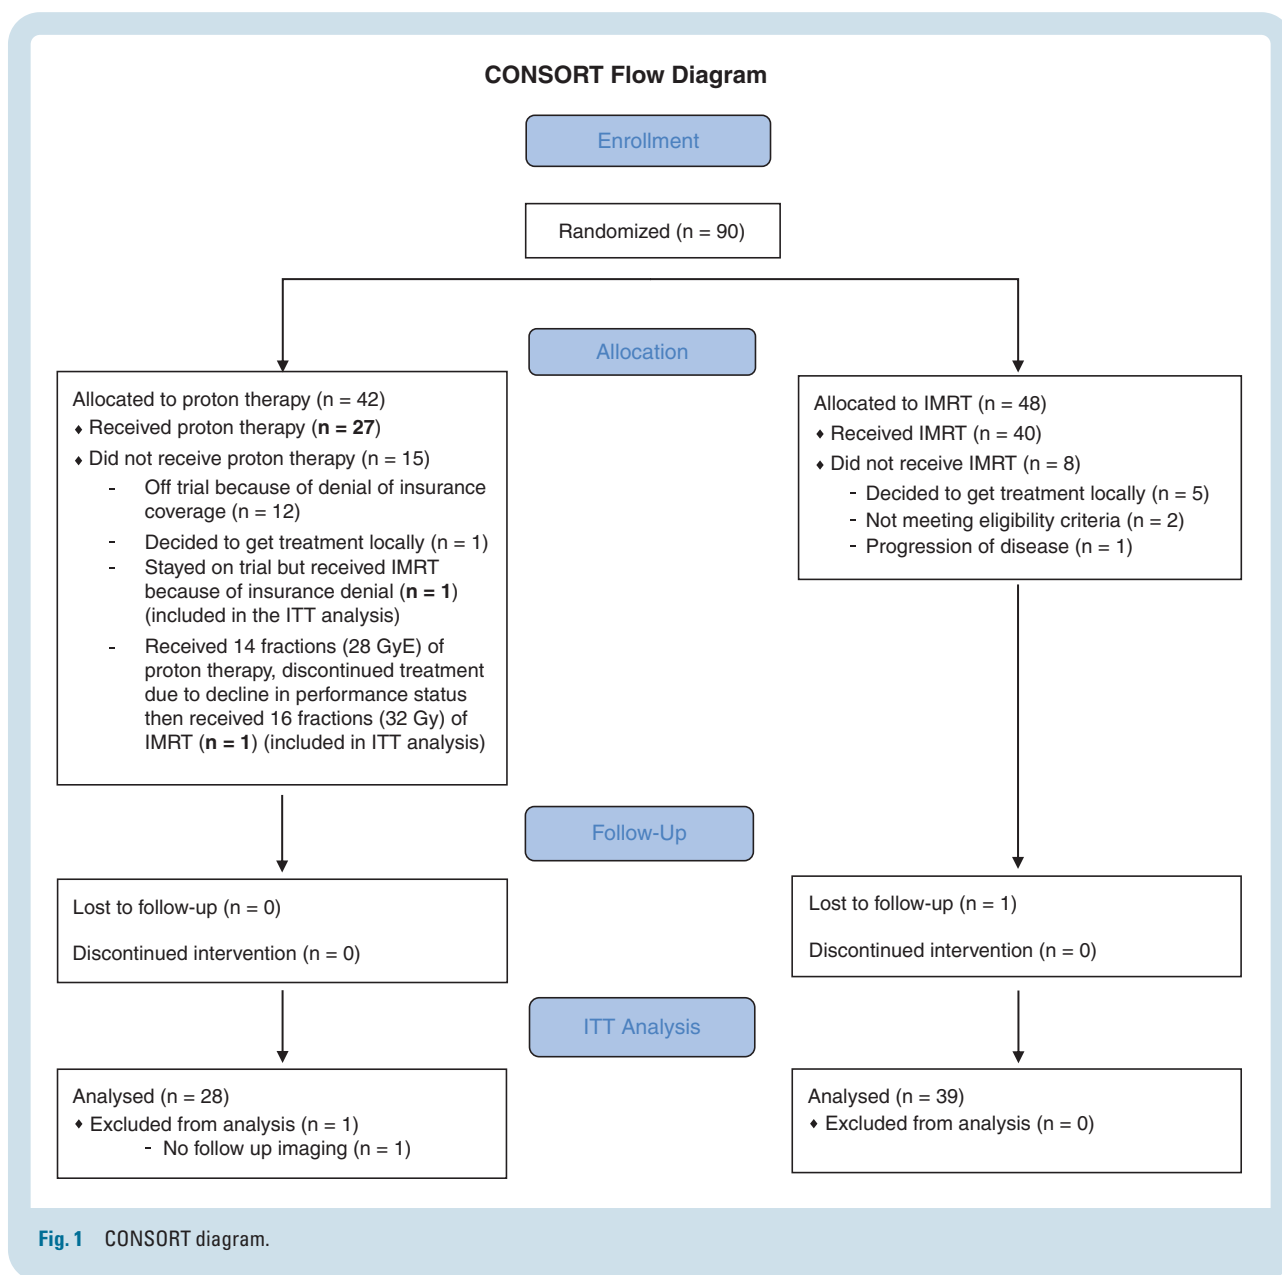 CONSORT Flow Diagram
Enrollment
Randomized (n = 90)
Allocation
Allocated to proton therapy (n = 42)
♦ Received proton therapy (n = 27)
♦ Did not receive proton therapy (n = 15)
- Off trial because of denial of insurance
coverage (n = 12)
- Decided to get treatment locally (n = 1)
- Stayed on trial but received IMRT
because of insurance denial (n = 1)
(included in the ITT analysis)
- Received 14 fractions (28 GyE) of
proton therapy, discontinued treatment
due to decline in performance status
then received 16 fractions (32 Gy) of
IMRT (n = 1) (included in ITT analysis)
Allocated to IMRT (n = 48)
♦ Received IMRT (n = 40)
♦ Did not receive IMRT (n = 8)
- Decided to get treatment locally (n = 5)
- Not meeting eligibility criteria (n = 2)
- Progression of disease (n = 1)
Follow-Up
Lost to follow-up (n = 0)
Discontinued intervention (n = 0)
Lost to follow-up (n = 1)
Discontinued intervention (n = 0)
ITT Analysis
Analysed (n = 28)
♦ Excluded from analysis (n = 1)
- No follow up imaging (n = 1)
Analysed (n = 39)
♦ Excluded from analysis (n = 0)
Fig. 1 CONSORT diagram.